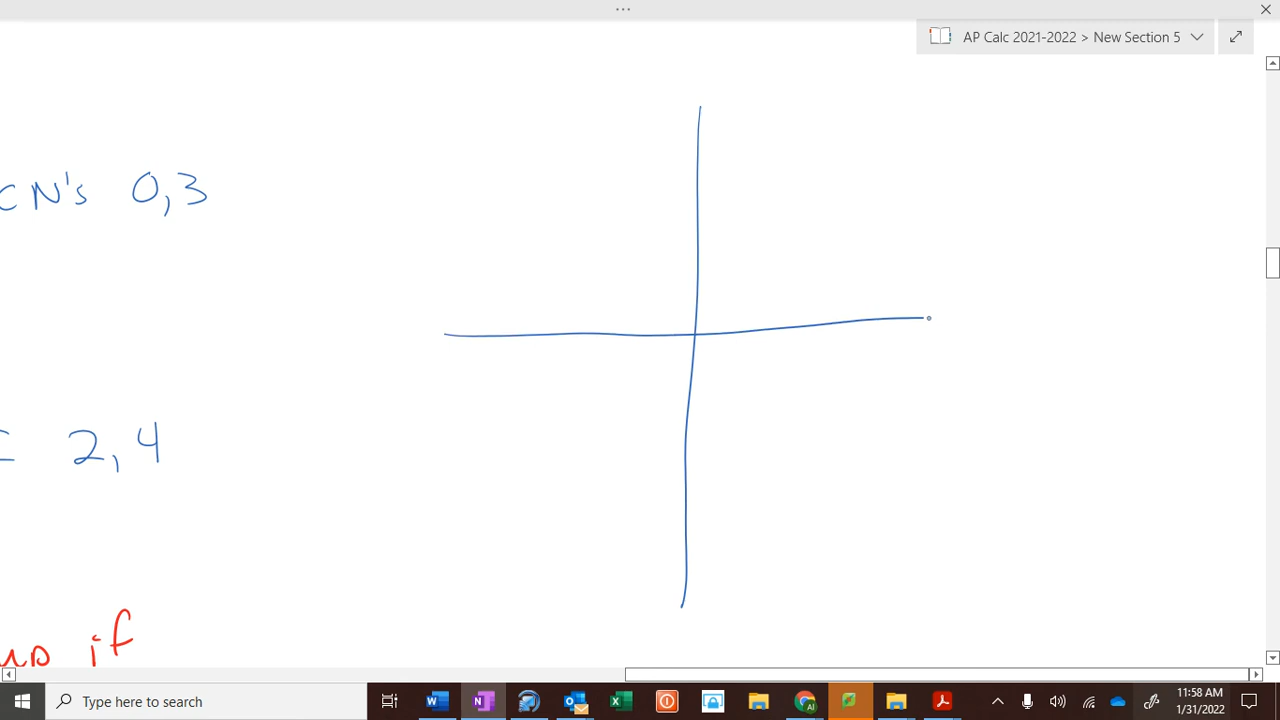 AP Calc 2021-2022 > New Section 5
CN's 0,3
2,4
if
Type here to search
11:58 AM
1/31/2022